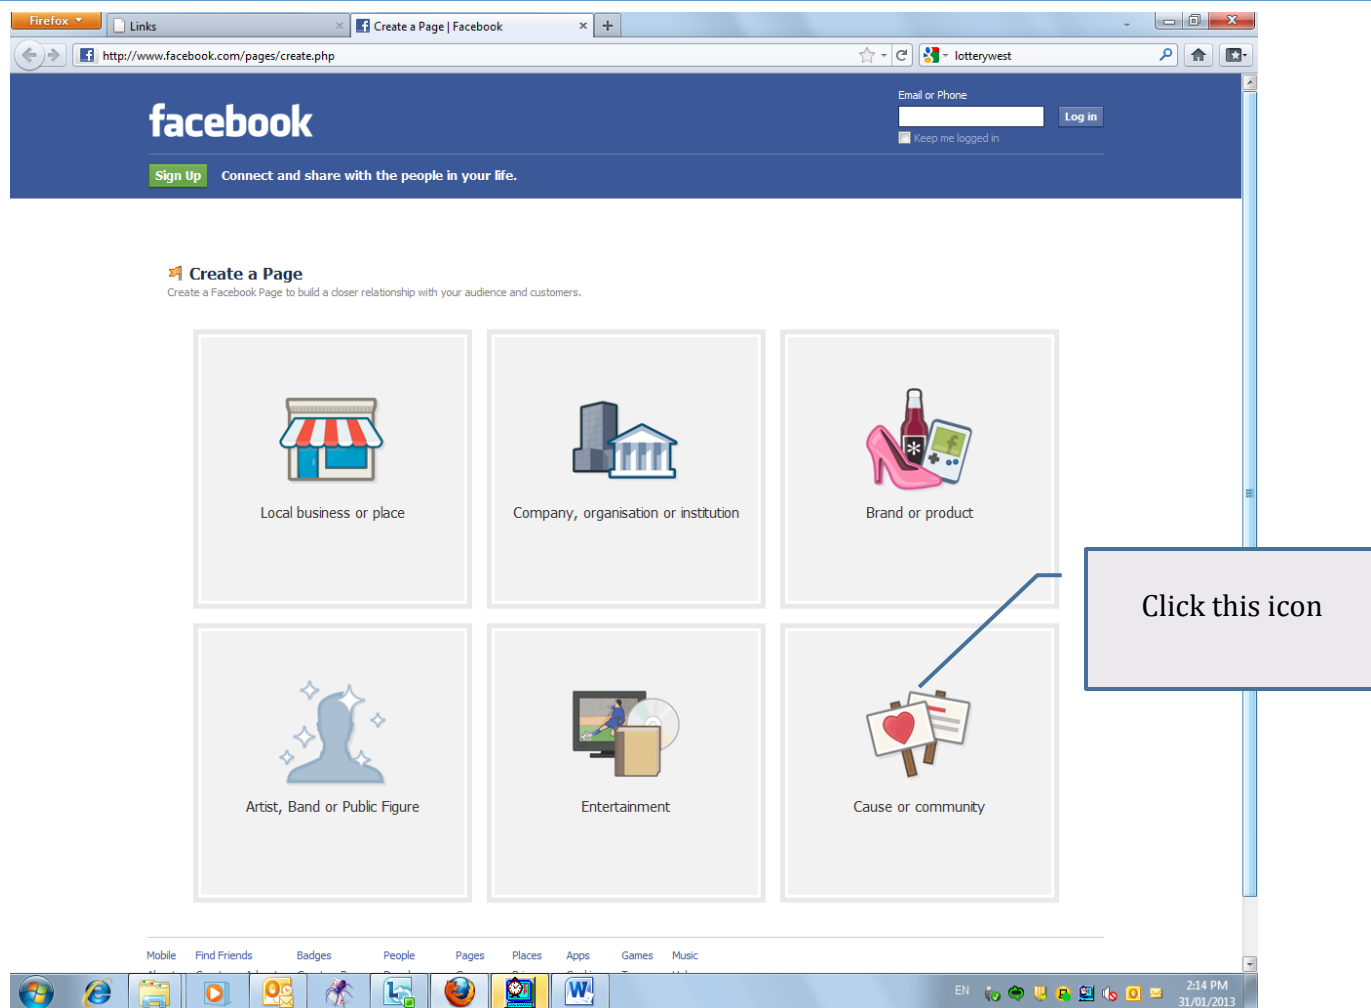 Firefox
Links
Create a Page | Facebook
http://www.facebook.com/pages/create.php
lotterywest
facebook
Email or Phone
Log in
Keep me logged in
Sign Up Connect and share with the people in your life.
Create a Page
Create a Facebook Page to build a closer relationship with your audience and customers.
Local business or place
Company, organisation or institution
Brand or product
Click this icon
Artist, Band or Public Figure
Entertainment
Cause or community
Mobile Find Friends Badges People Pages Places Apps Games Music
EN
2:14 PM
31/01/2013